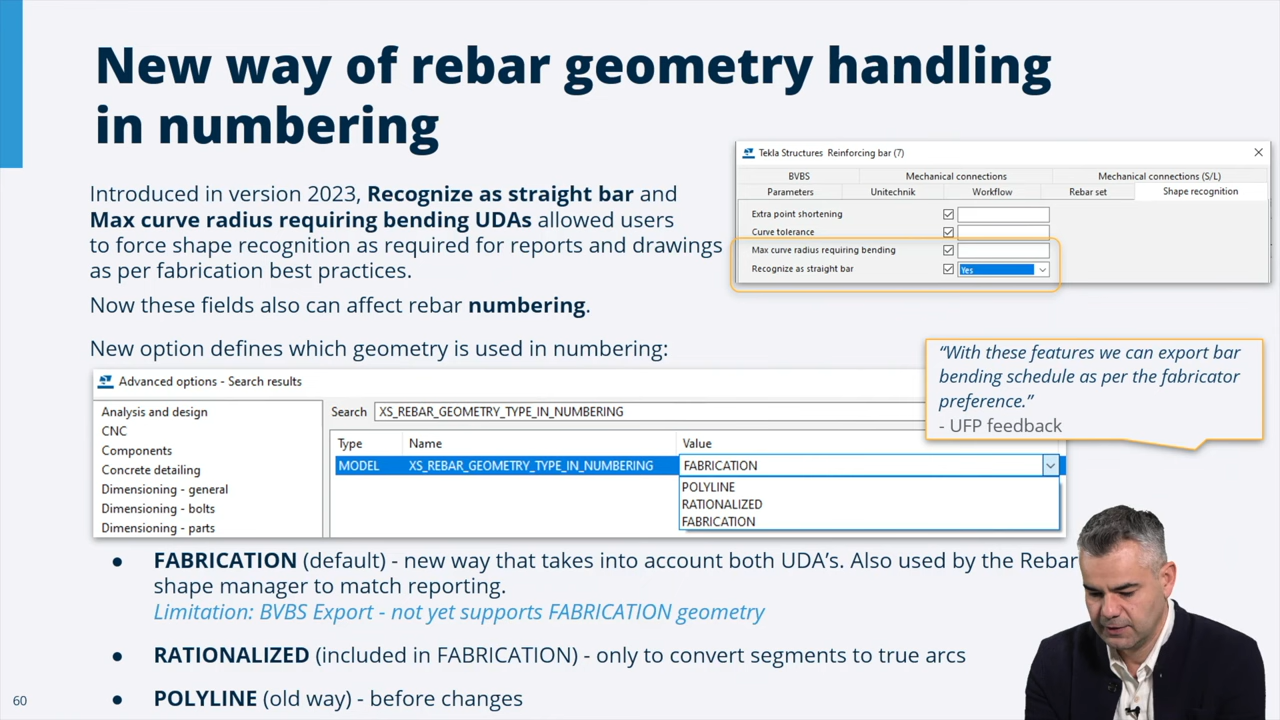 New way of rebar geometry handling
in numbering
Introduced in version 2023, Recognize as straight bar and
Max curve radius requiring bending UDAs allowed users
to force shape recognition as required for reports and drawings
as per fabrication best practices.
Now these fields also can affect rebar numbering.
New option defines which geometry is used in numbering:
Tekla Structures Reinforcing bar (7)
BVBS Mechanical connections Mechanical connections (S/L)
Parameters Unitechnik Workflow Rebar set Shape recognition
Extra point shortening
Curve tolerance
Max curve radius requiring bending
Recognize as straight bar Yes
"With these features we can export bar
bending schedule as per the fabricator
preference."
- UFP feedback
Advanced options - Search results
Analysis and design
CNC
Components
Concrete detailing
Dimensioning - general
Dimensioning - bolts
Dimensioning - parts
Search XS_REBAR_GEOMETRY_TYPE_IN_NUMBERING
Type Name Value
MODEL XS_REBAR_GEOMETRY_TYPE_IN_NUMBERING FABRICATION
POLYLINE
RATIONALIZED
FABRICATION
● FABRICATION (default) - new way that takes into account both UDA's. Also used by the Rebar
shape manager to match reporting.
Limitation: BVBS Export - not yet supports FABRICATION geometry
● RATIONALIZED (included in FABRICATION) - only to convert segments to true arcs
● POLYLINE (old way) - before changes
60